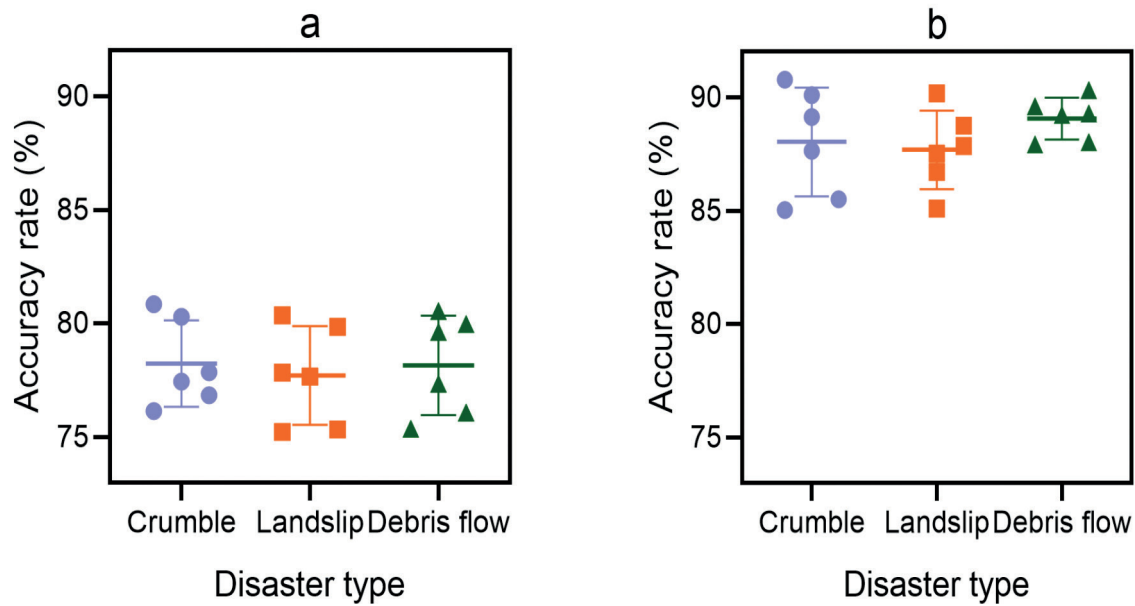 a
Accuracy rate (%)
90
85
80
75
Crumble Landslip Debris flow
Disaster type
b
Accuracy rate (%)
90
85
80
75
Crumble Landslip Debris flow
Disaster type